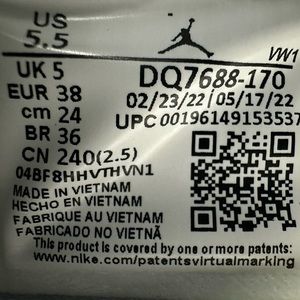 US
5.5
VW1
UK 5
DQ7688-170
EUR 38
02/23/22 / 05/17/22
cm 24
UPC 00196149153537
BR 36
CN 240(2.5)
04BF8HHVTHVN1
MADE IN VIETNAM
HECHO EN VIETNAM
FABRIQUE AU VIETNAM
FABRICADO NO VIETNÃ
This product is covered by one or more patents:
www.nike.com/patentsvirtualmarking